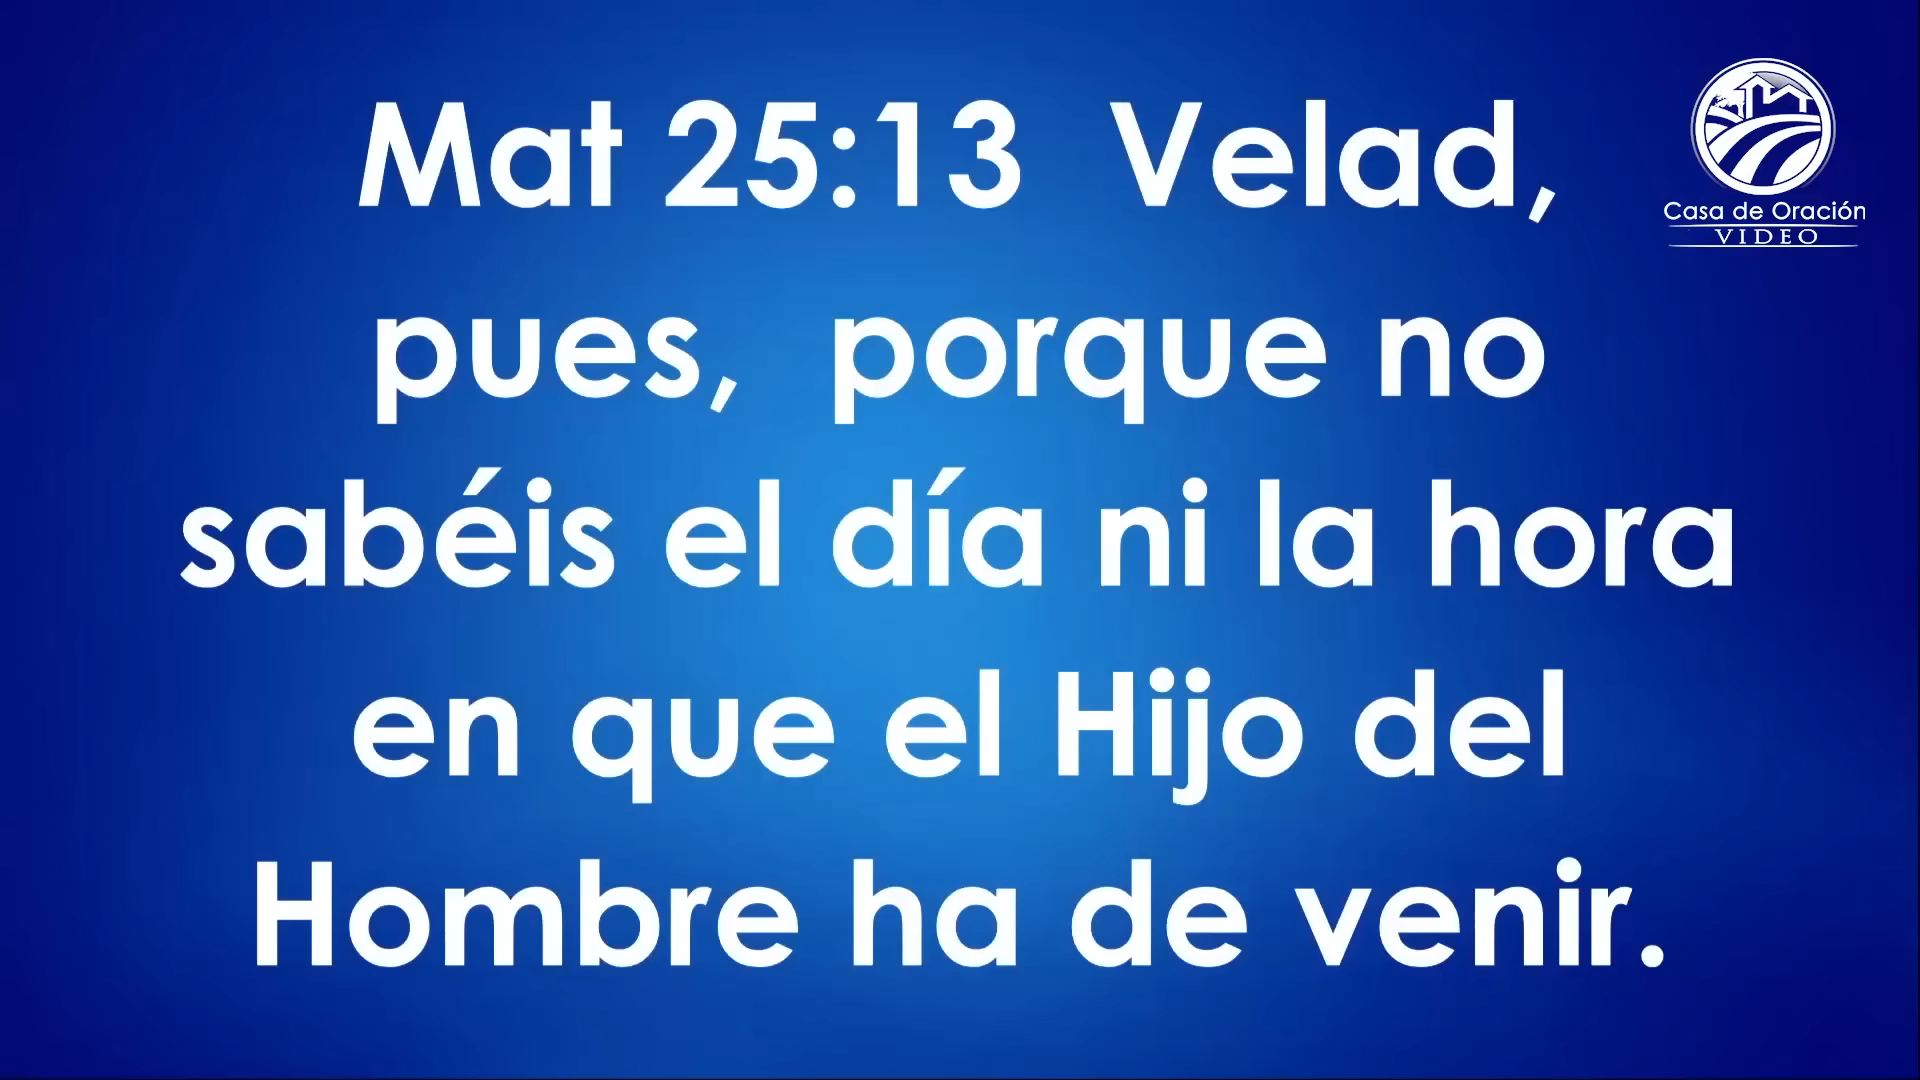 Mat 25:13  Velad,
pues,  porque no
sabéis el día ni la hora
en que el Hijo del
Hombre ha de venir.
Casa de Oración
VIDEO